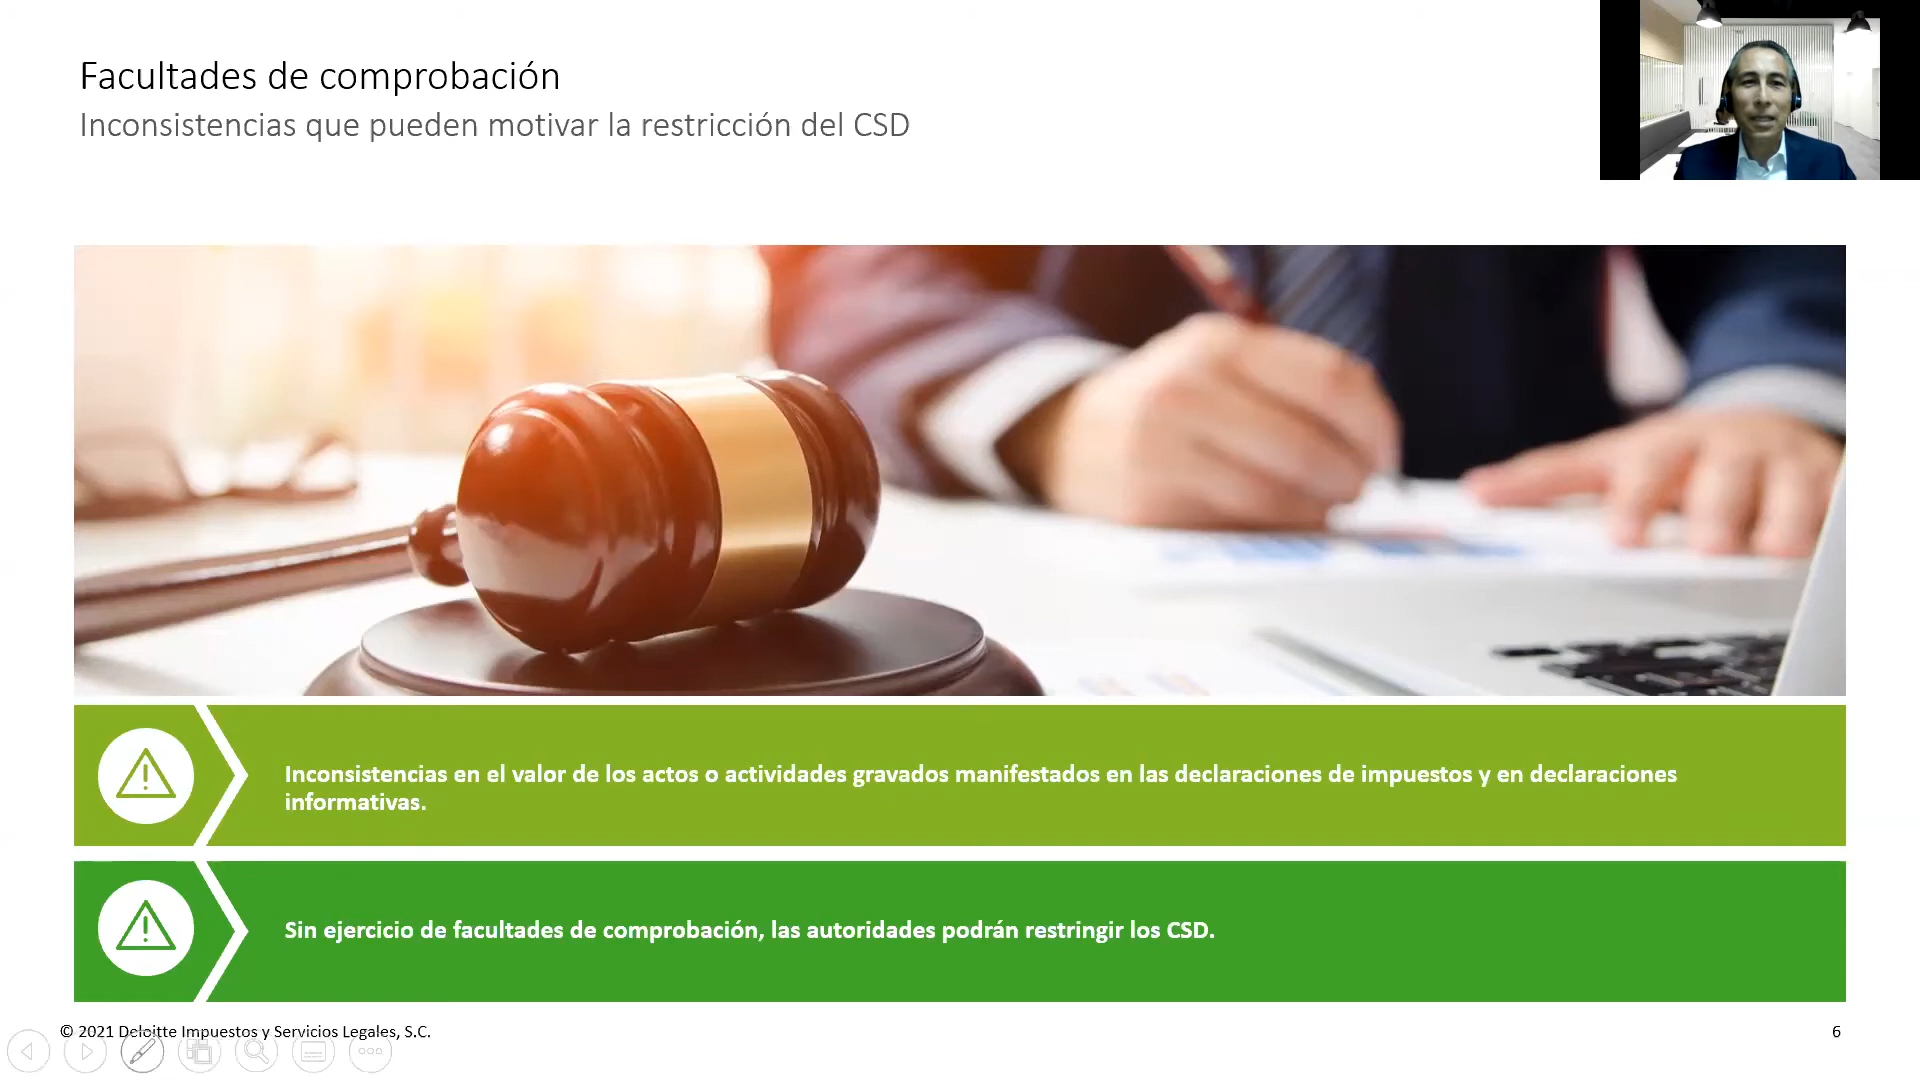 Facultades de comprobación
Inconsistencias que pueden motivar la restricción del CSD
Inconsistencias en el valor de los actos o actividades gravados manifestados en las declaraciones de impuestos y en declaraciones
informativas.
Sin ejercicio de facultades de comprobación, las autoridades podrán restringir los CSD.
© 2021 Deloitte Impuestos y Servicios Legales, S.C.
6